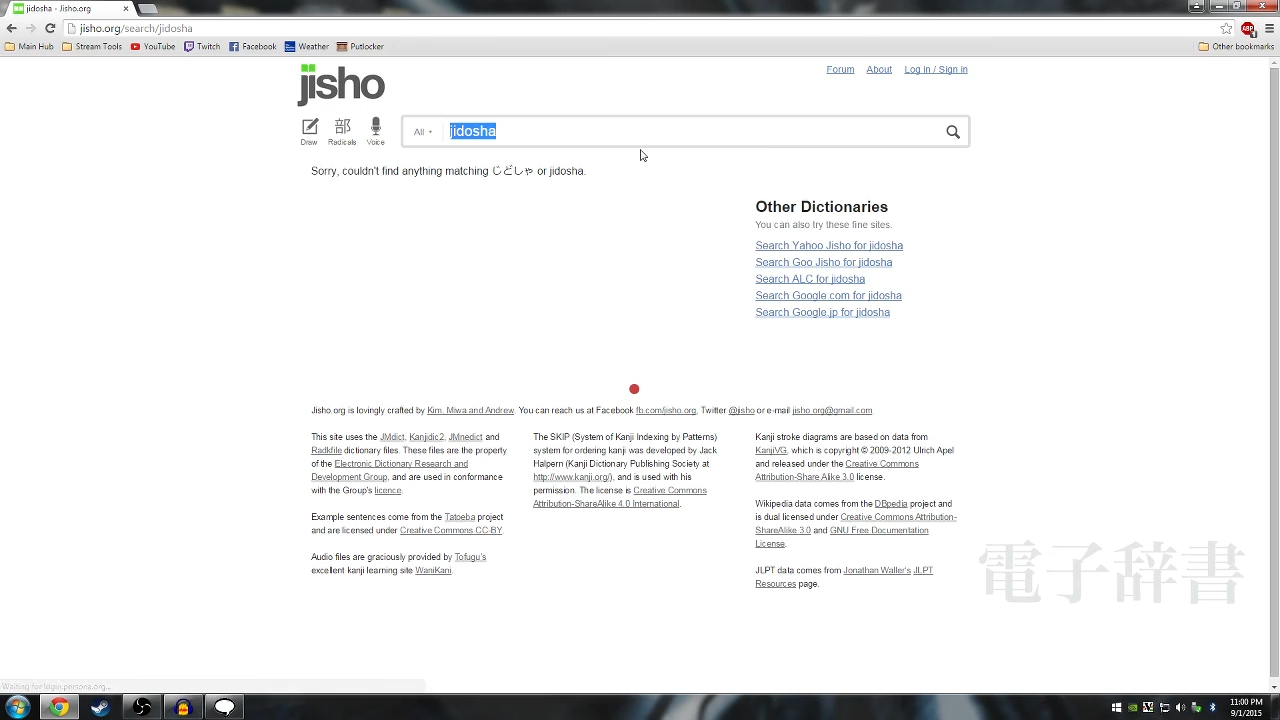 jidosha - Jisho.org
jisho.org/search/jidosha
Main Hub
Stream Tools
YouTube
Twitch
Facebook
Weather
Putlocker
Other bookmarks
Forum
About
Log in / Sign in
jisho
Draw
Radicals
Voice
部
All
jidosha
Sorry, couldn't find anything matching じどしゃ or jidosha.
Other Dictionaries
You can also try these fine sites.
Search Yahoo Jisho for jidosha
Search Goo Jisho for jidosha
Search ALC for jidosha
Search Google.com for jidosha
Search Google.jp for jidosha
Jisho.org is lovingly crafted by Kim, Miwa and Andrew. You can reach us at Facebook fb.com/jisho.org, Twitter @jisho or e-mail jisho.org@gmail.com
This site uses the JMdict, Kanjidic2, JMnedict and
Radkfile dictionary files. These files are the property
of the Electronic Dictionary Research and
Development Group, and are used in conformance
with the Group's licence.
Example sentences come from the Tatoeba project
and are licensed under Creative Commons CC-BY.
Audio files are graciously provided by Tofugu's
excellent kanji learning site WaniKani.
The SKIP (System of Kanji Indexing by Patterns)
system for ordering kanji was developed by Jack
Halpern (Kanji Dictionary Publishing Society at
http://www.kanji.org/), and is used with his
permission. The license is Creative Commons
Attribution-ShareAlike 4.0 International.
Kanji stroke diagrams are based on data from
KanjiVG, which is copyright © 2009-2012 Ulrich Apel
and released under the Creative Commons
Attribution-Share Alike 3.0 license.
Wikipedia data comes from the DBpedia project and
is dual licensed under Creative Commons Attribution-
ShareAlike 3.0 and GNU Free Documentation
License.
JLPT data comes from Jonathan Waller's JLPT
Resources page.
電子辞書
Waiting for login.persona.org...
11:00 PM
9/1/2015